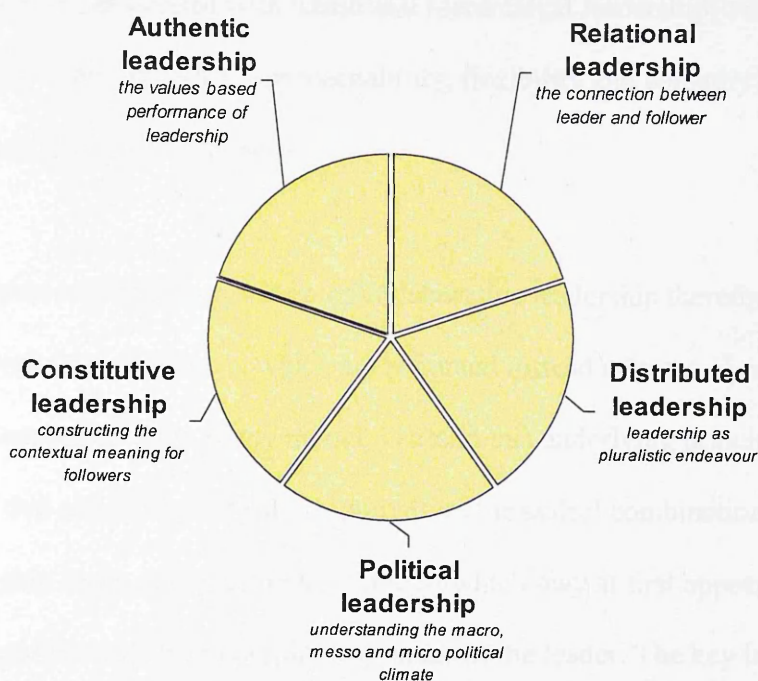 Authentic
leadership
the values based
performance of
leadership
Relational
leadership
the connection between
leader and follower
Distributed
leadership
leadership as
pluralistic endeavour
Political
leadership
understanding the macro,
messo and micro political
climate
Constitutive
leadership
constructing the
contextual meaning for
followers